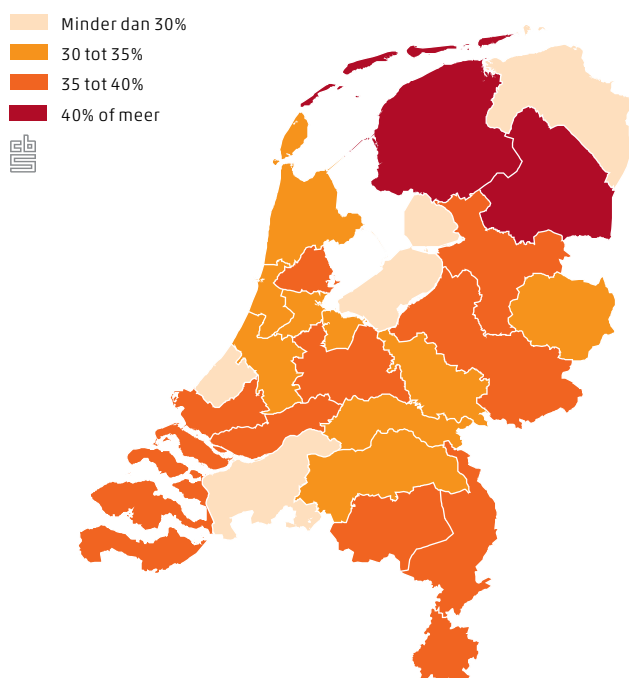 Minder dan 30%
30 tot 35%
35 tot 40%
40% of meer
cbs